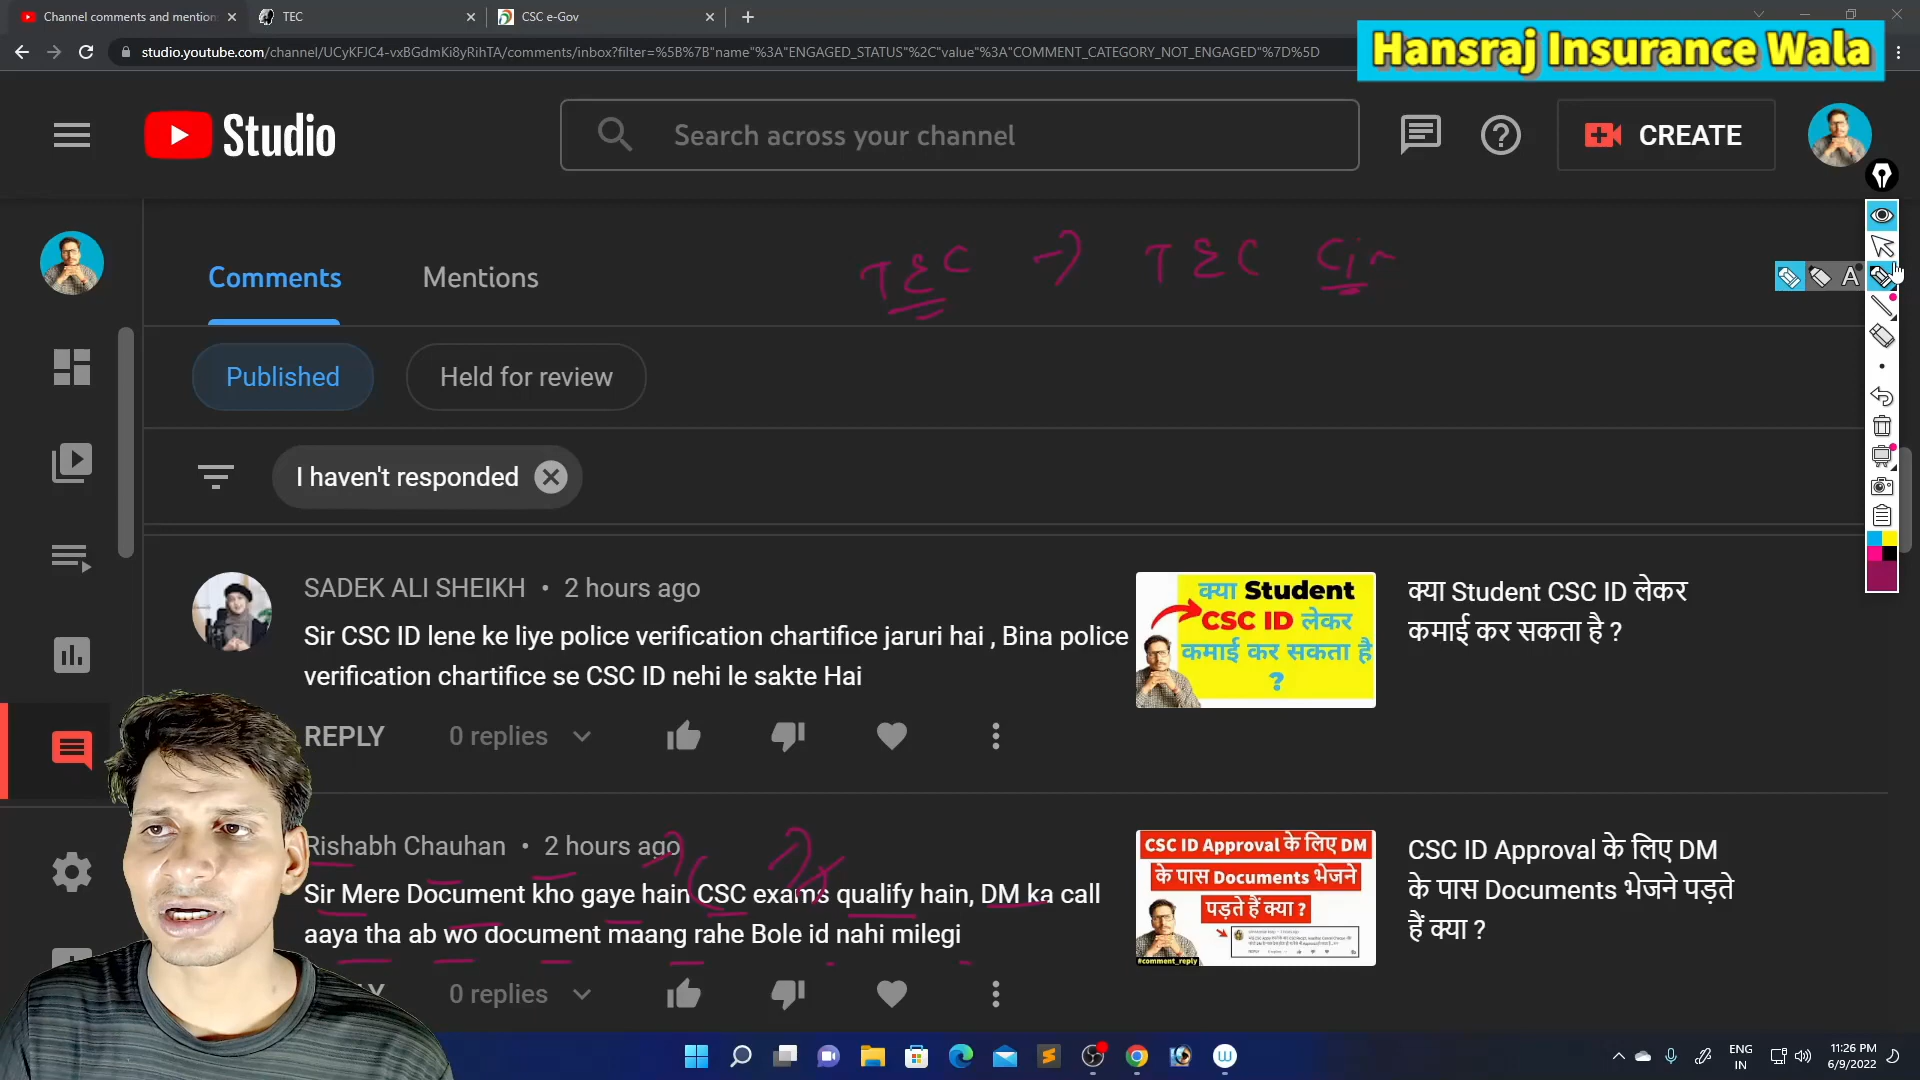 Channel comments and mention
TEC
CSC e-Gov
studio.youtube.com/channel/UCyKFJC4-vxBGdmKi8yRihTA/comments/inbox?filter=%5B%7B"name"%3A"ENGAGED_STATUS"%2C"value"%3A"COMMENT_CATEGORY_NOT_ENGAGED"%7D%5D
Hansraj Insurance Wala
Studio
Search across your channel
CREATE
Comments
Mentions
TEC → TEC
Published
Held for review
I haven't responded
SADEK ALI SHEIKH • 2 hours ago
Sir CSC ID lene ke liye police verification chartifice jaruri hai , Bina police
verification chartifice se CSC ID nehi le sakte Hai
REPLY
0 replies
क्या Student
CSC ID लेकर
कमाई कर सकता है
?
क्या Student CSC ID लेकर
कमाई कर सकता है ?
Rishabh Chauhan • 2 hours ago
Sir Mere Document kho gaye hain CSC exams qualify hain, DM ka call
aaya tha ab wo document maang rahe Bole id nahi milegi
0 replies
CSC ID Approval के लिए DM
के पास Documents भेजने
पड़ते हैं क्या ?
#comment_reply
CSC ID Approval के लिए DM
के पास Documents भेजने पड़ते
हैं क्या ?
A
ENG
IN
11:26 PM
6/9/2022